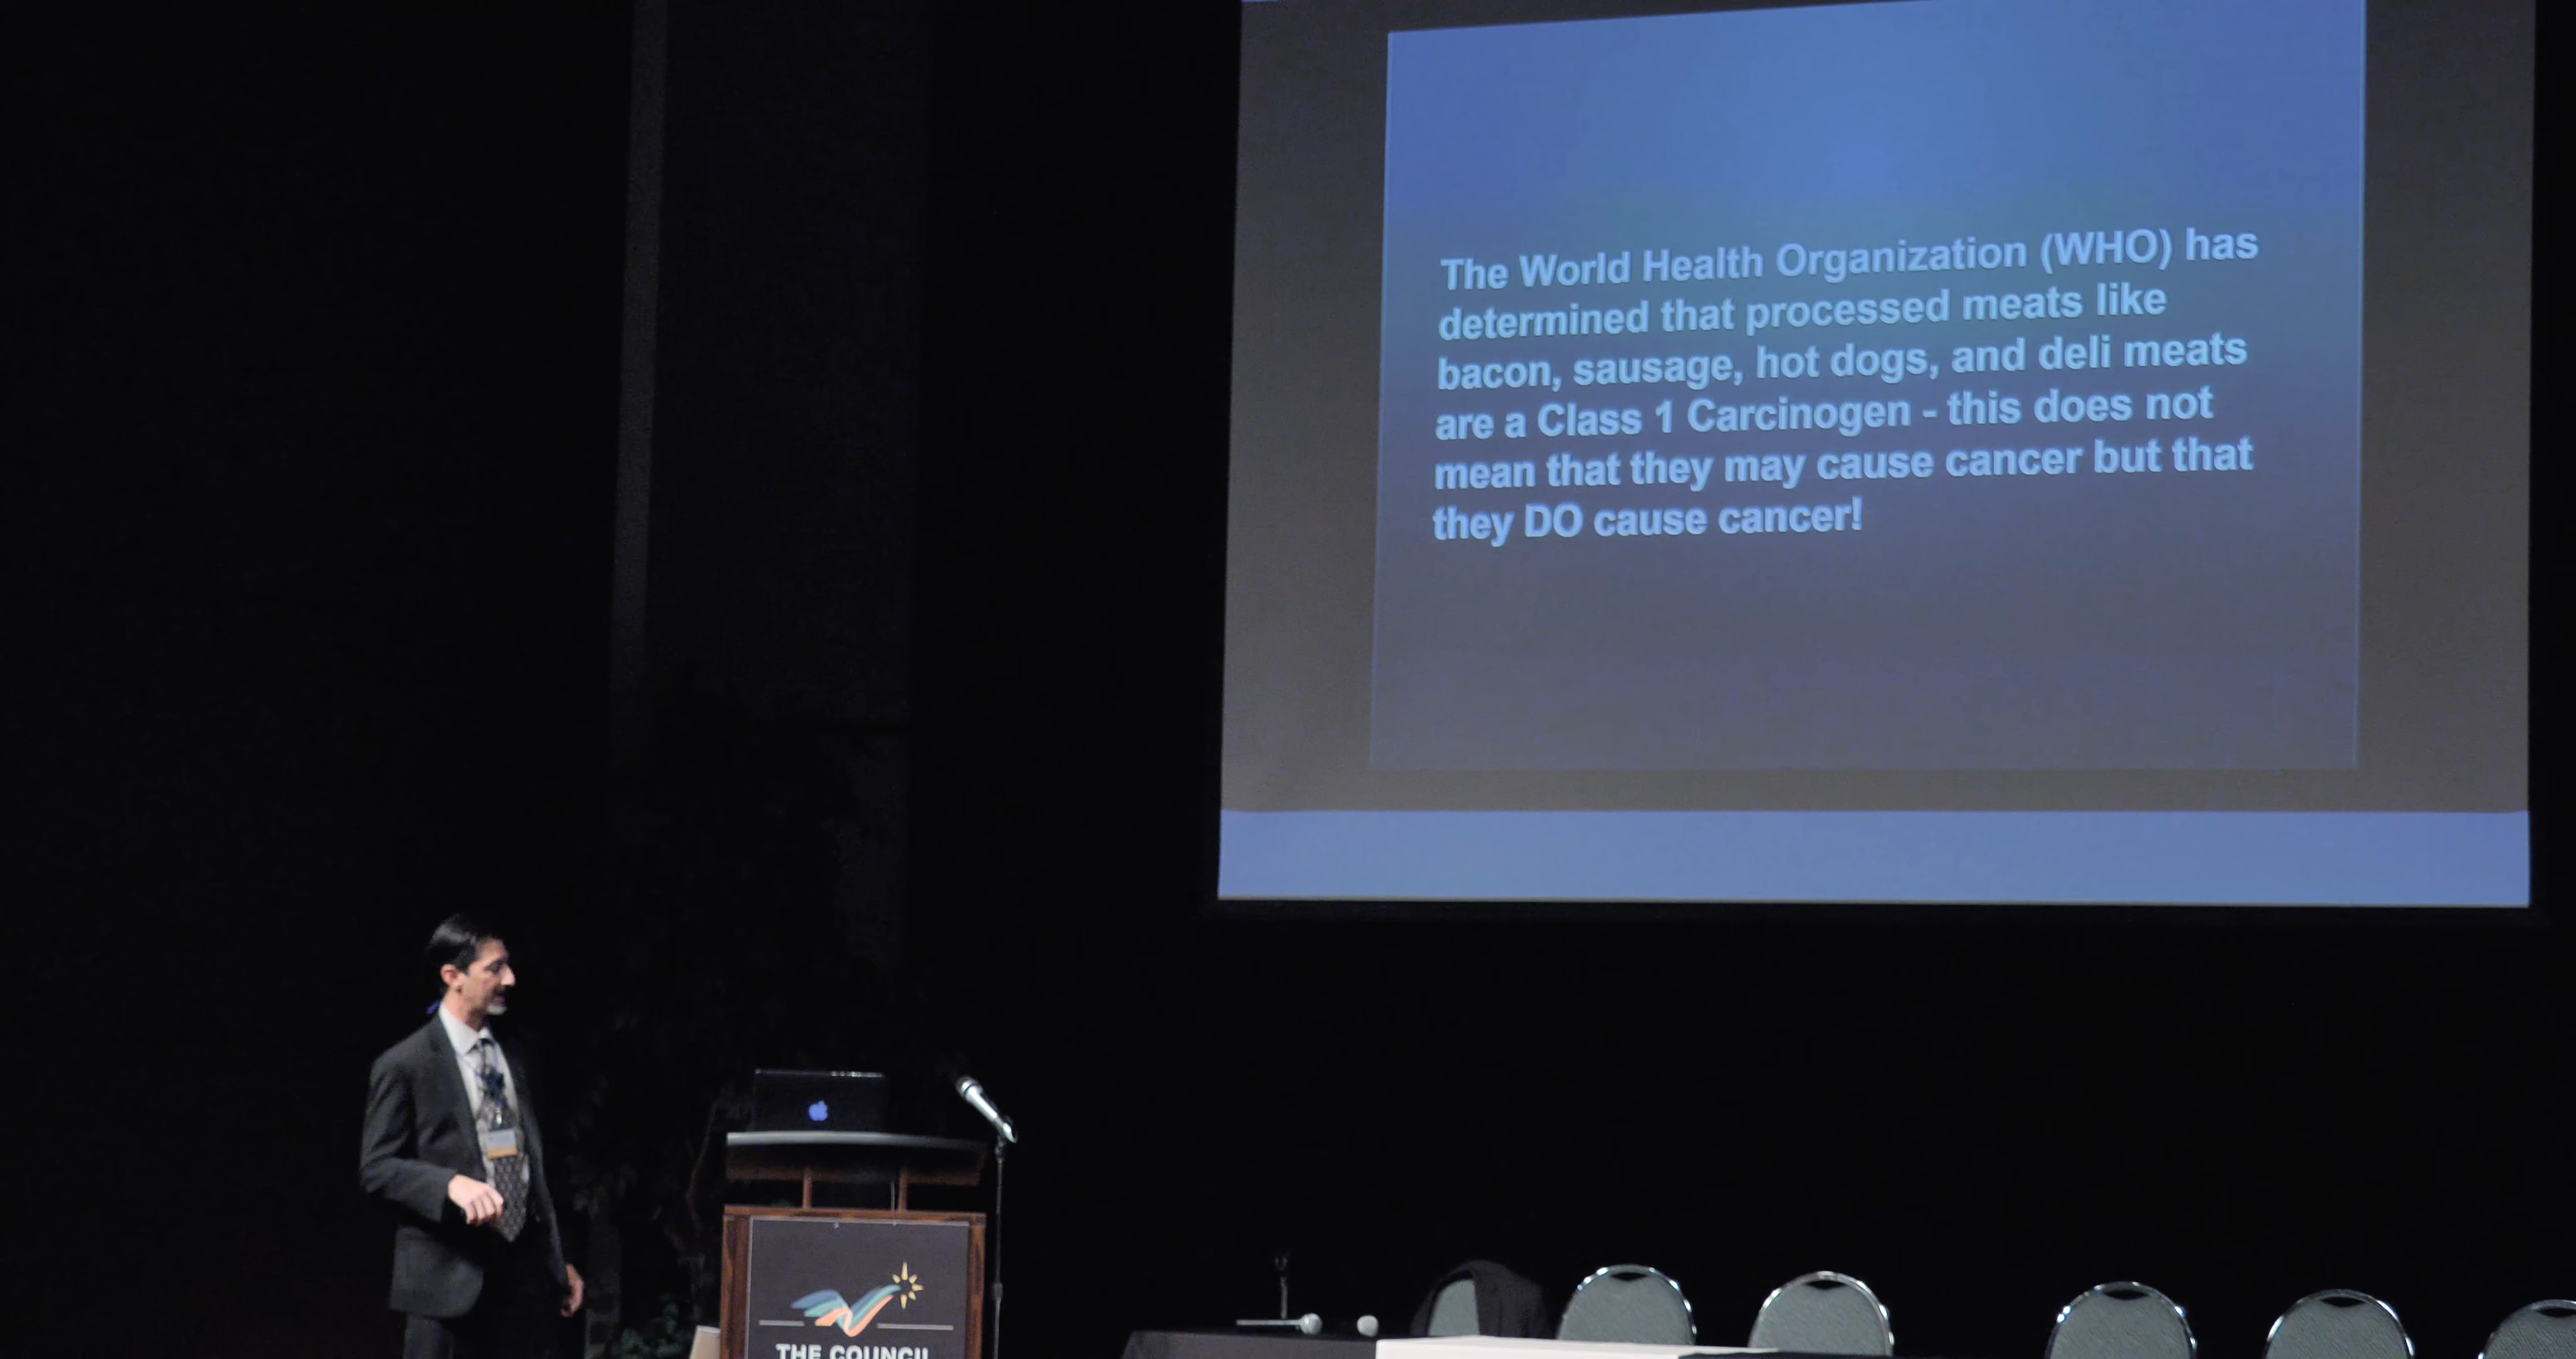 The World Health Organization (WHO) has
determined that processed meats like
bacon, sausage, hot dogs, and deli meats
are a Class 1 Carcinogen - this does not
mean that they may cause cancer but that
they DO cause cancer!
THE COUNCIL